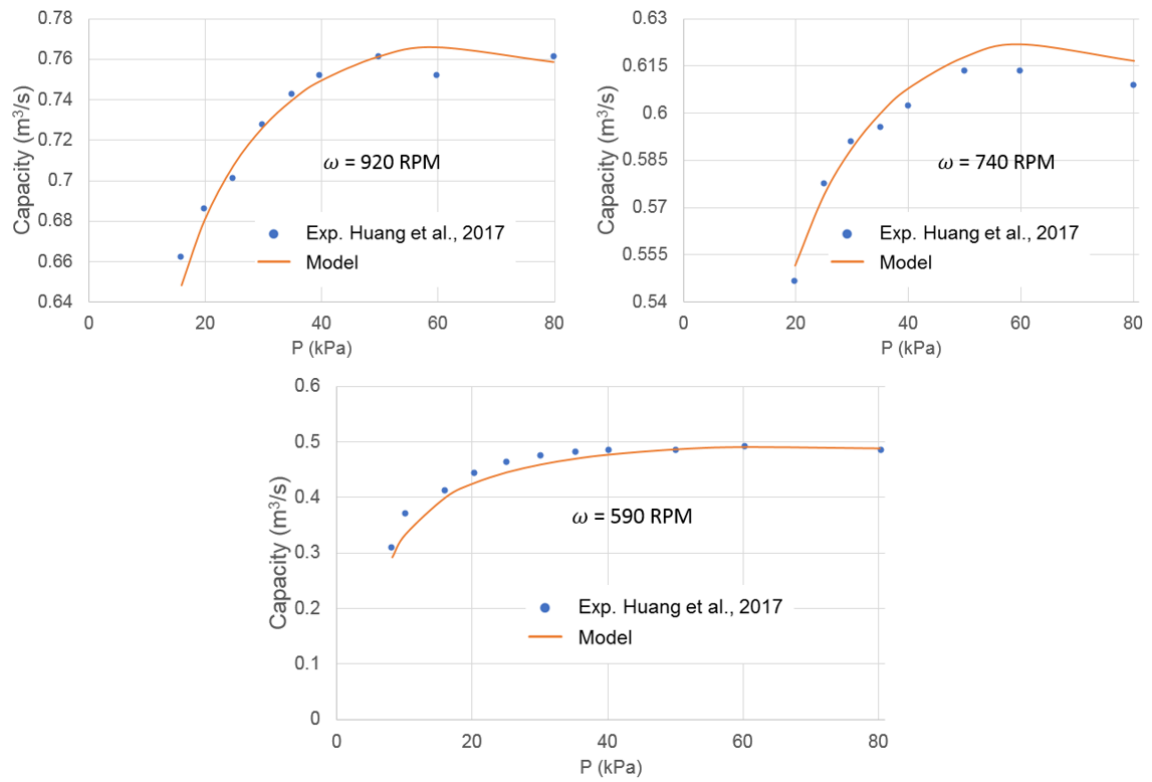 0.78
0.76
0.74
0.72
0.7
0.68
0.66
0.64
Capacity (m³/s)
ω = 920 RPM
Exp. Huang et al., 2017
Model
0
20
40
60
80
P (kPa)
0.63
0.615
0.6
0.585
0.57
0.555
0.54
Capacity (m³/s)
ω = 740 RPM
Exp. Huang et al., 2017
Model
0
20
40
60
80
P (kPa)
0.6
0.5
0.4
0.3
0.2
0.1
0
Capacity (m³/s)
ω = 590 RPM
Exp. Huang et al., 2017
Model
0
20
40
60
80
P (kPa)